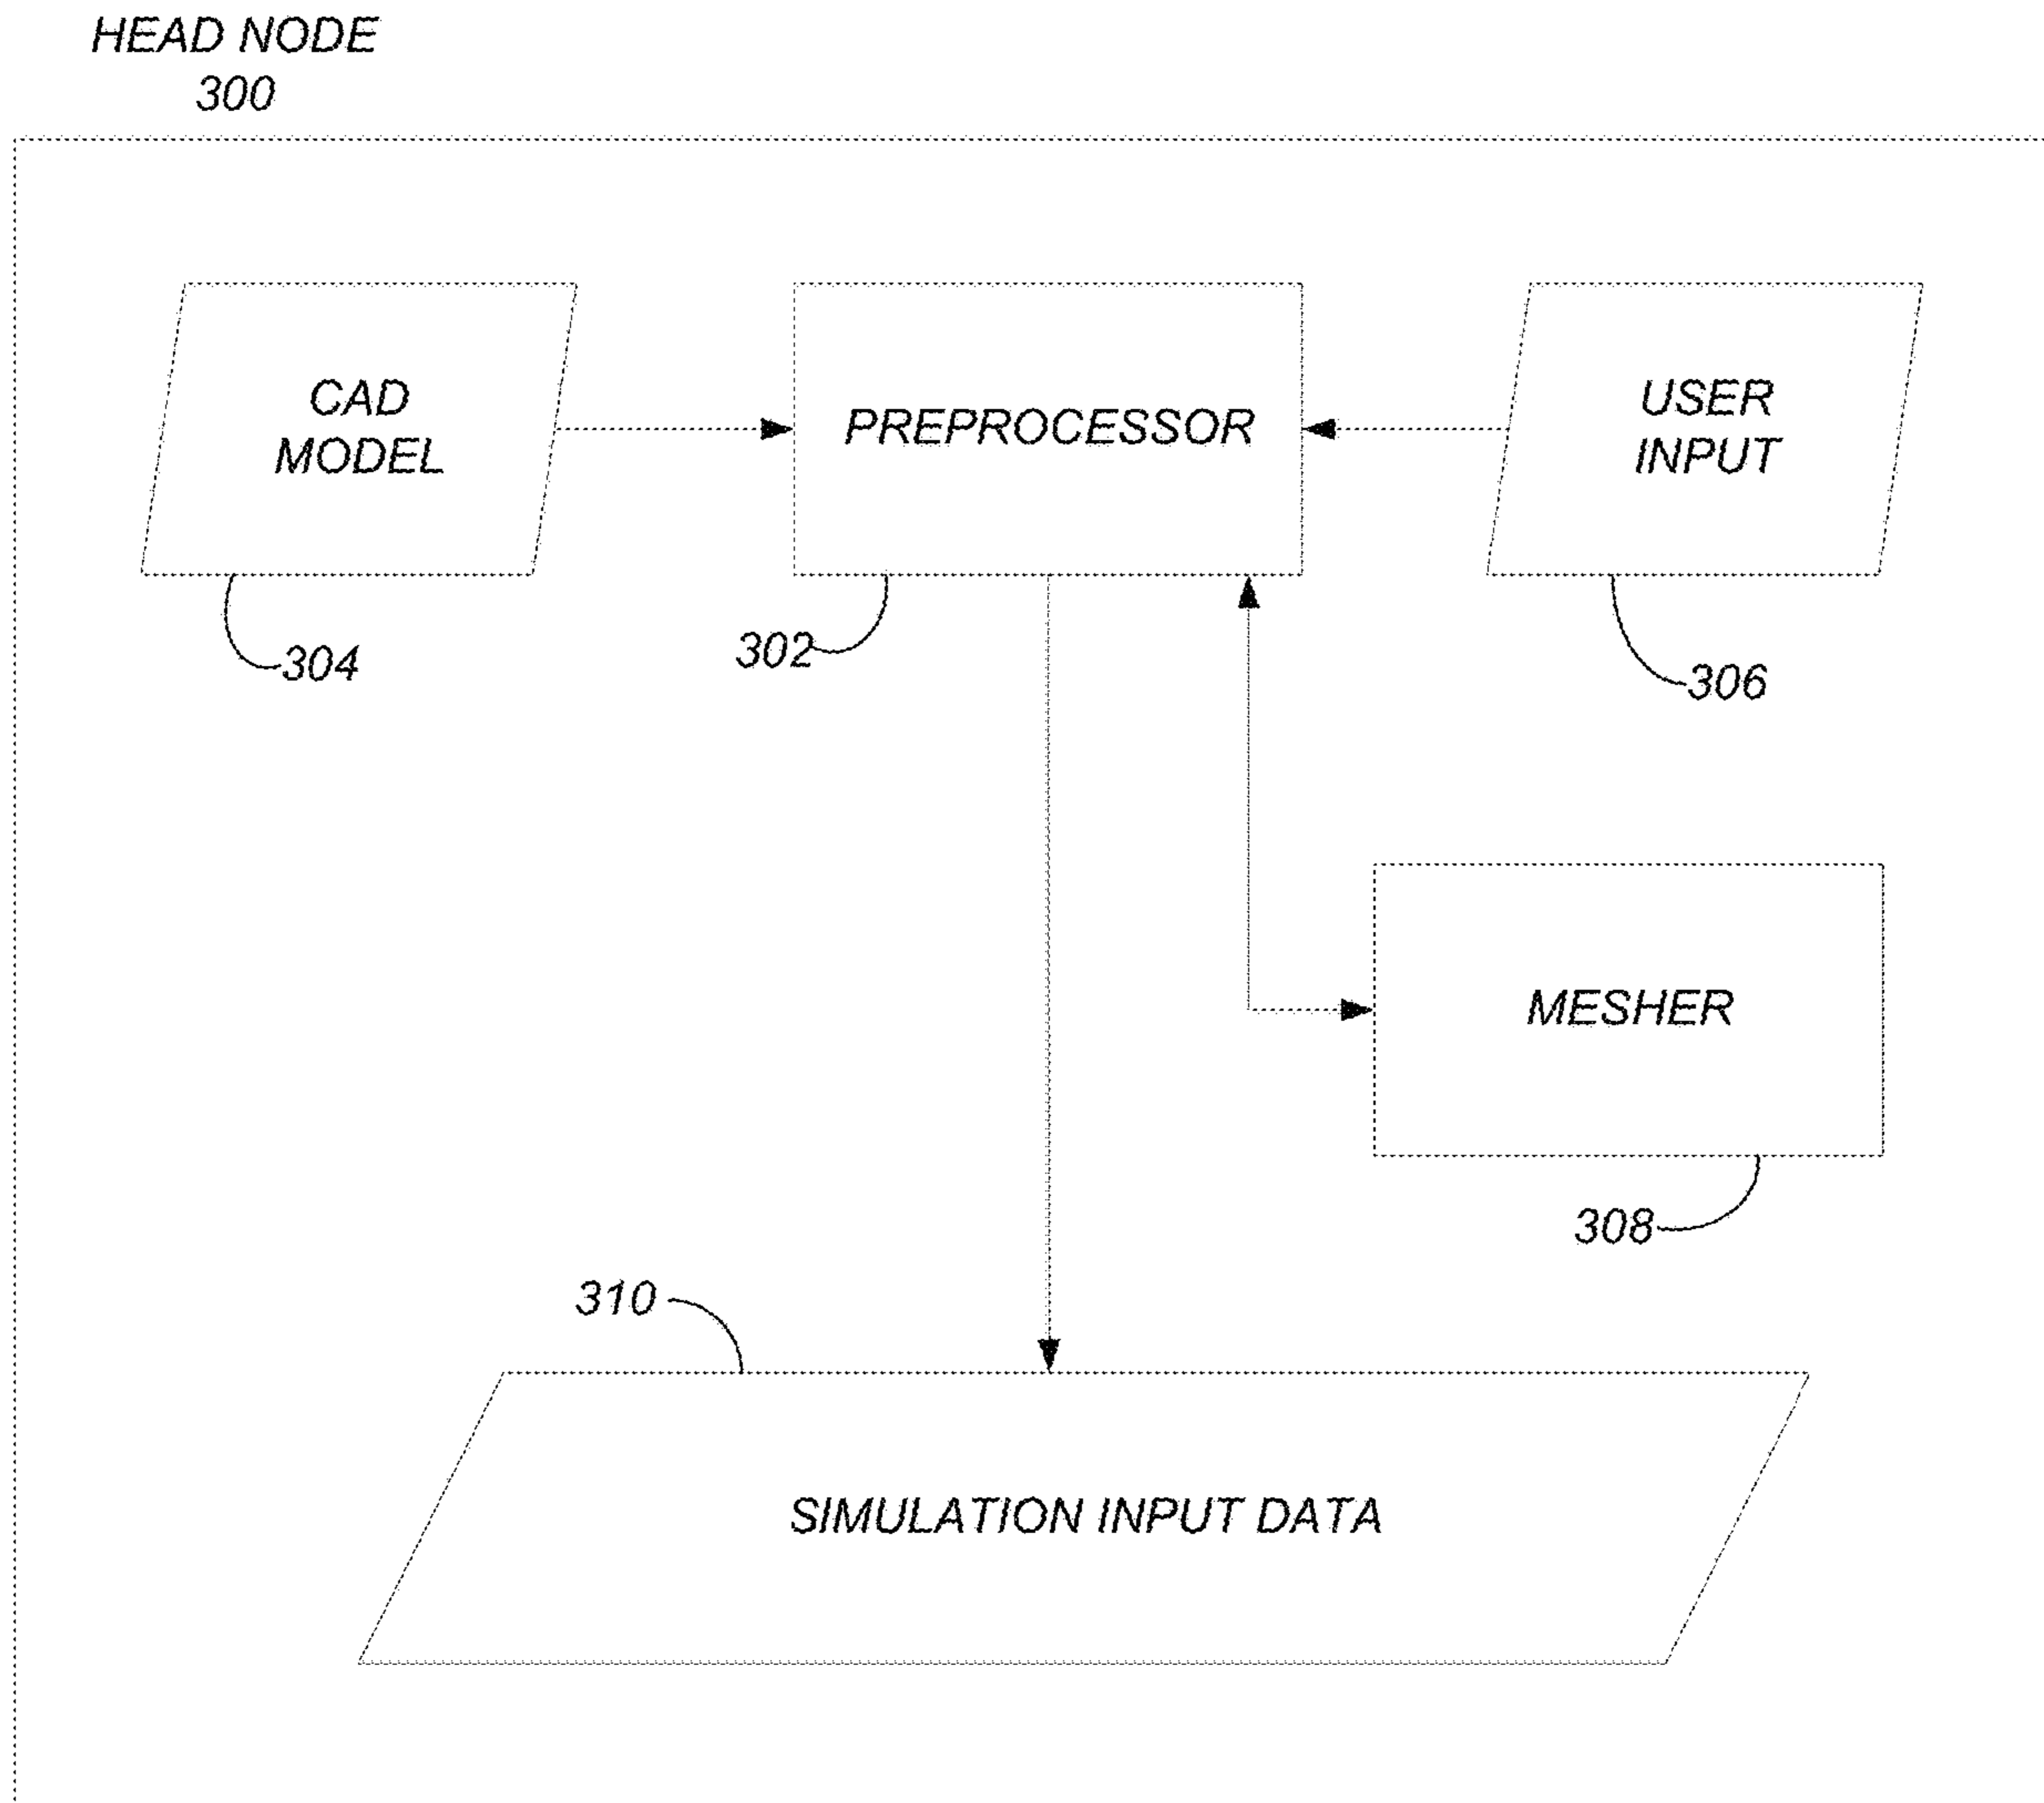 HEAD NODE
300
CAD
MODEL
PREPROCESSOR
USER
INPUT
304
302
306
MESHER
308
310
SIMULATION INPUT DATA